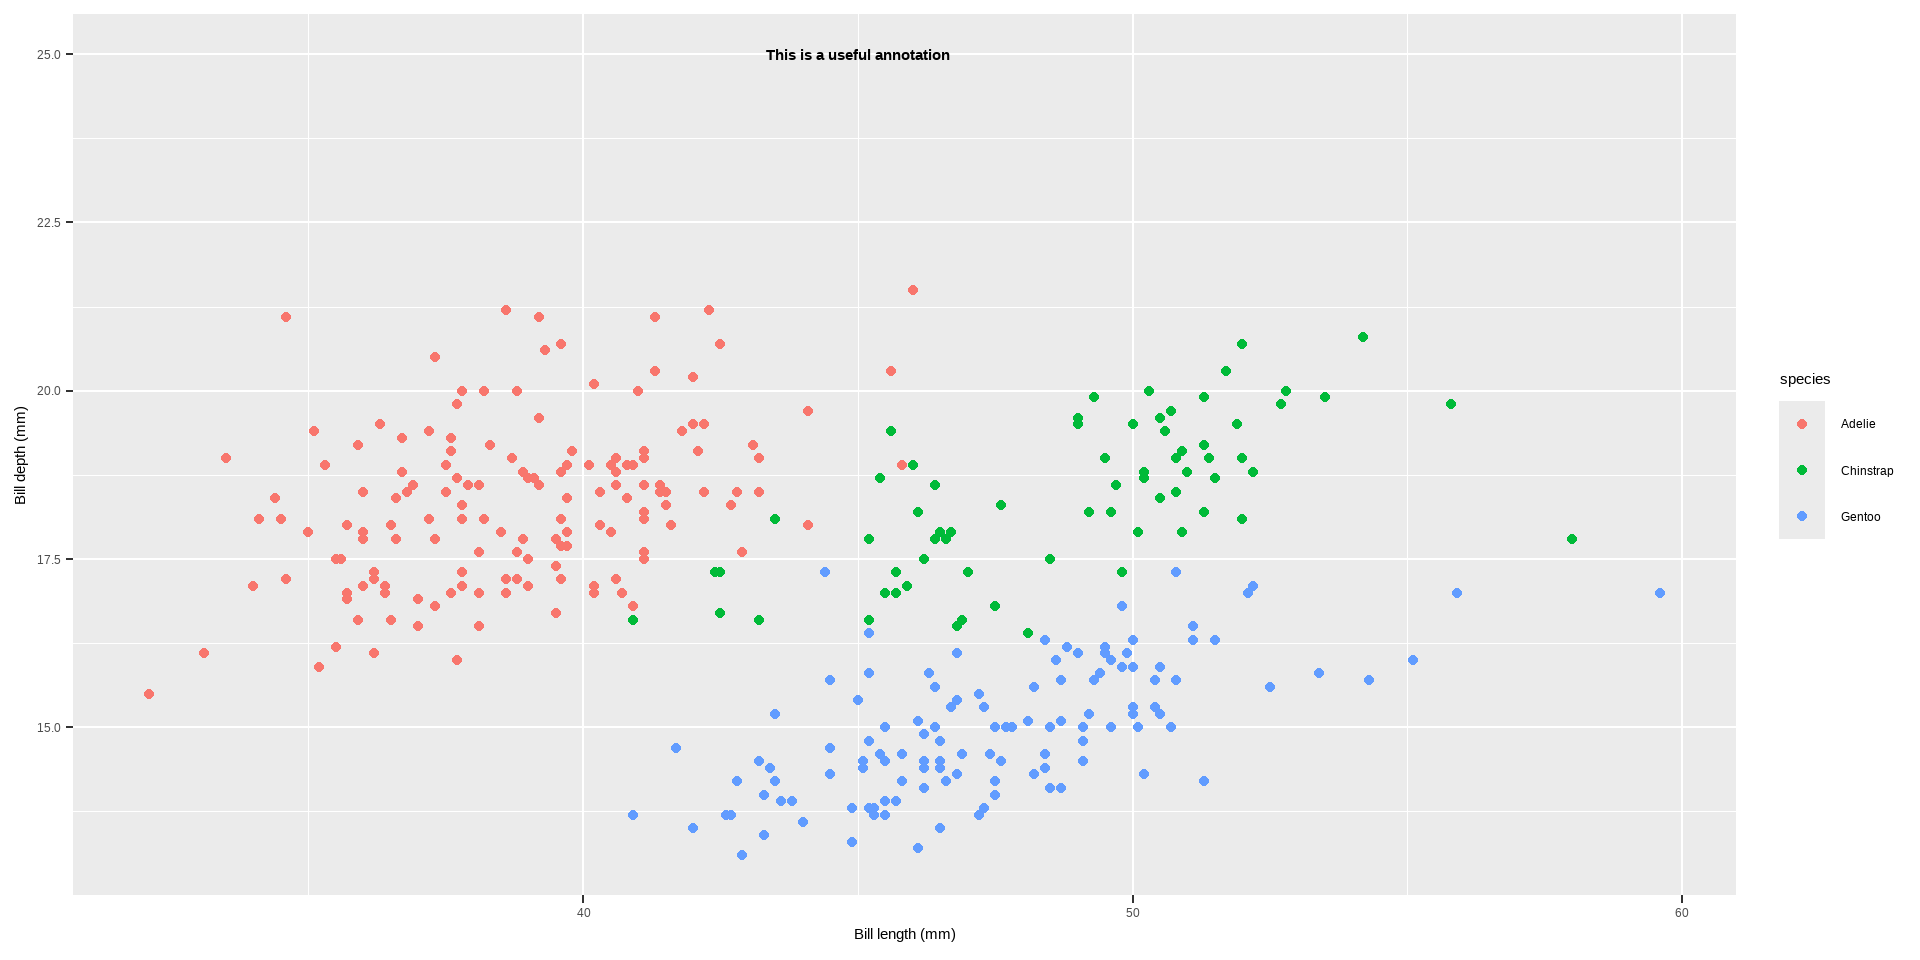 This is a useful annotation
25.0
22.5
20.0
17.5
15.0
Bill depth (mm)
40
50
60
Bill length (mm)
species
Adelie
Chinstrap
Gentoo